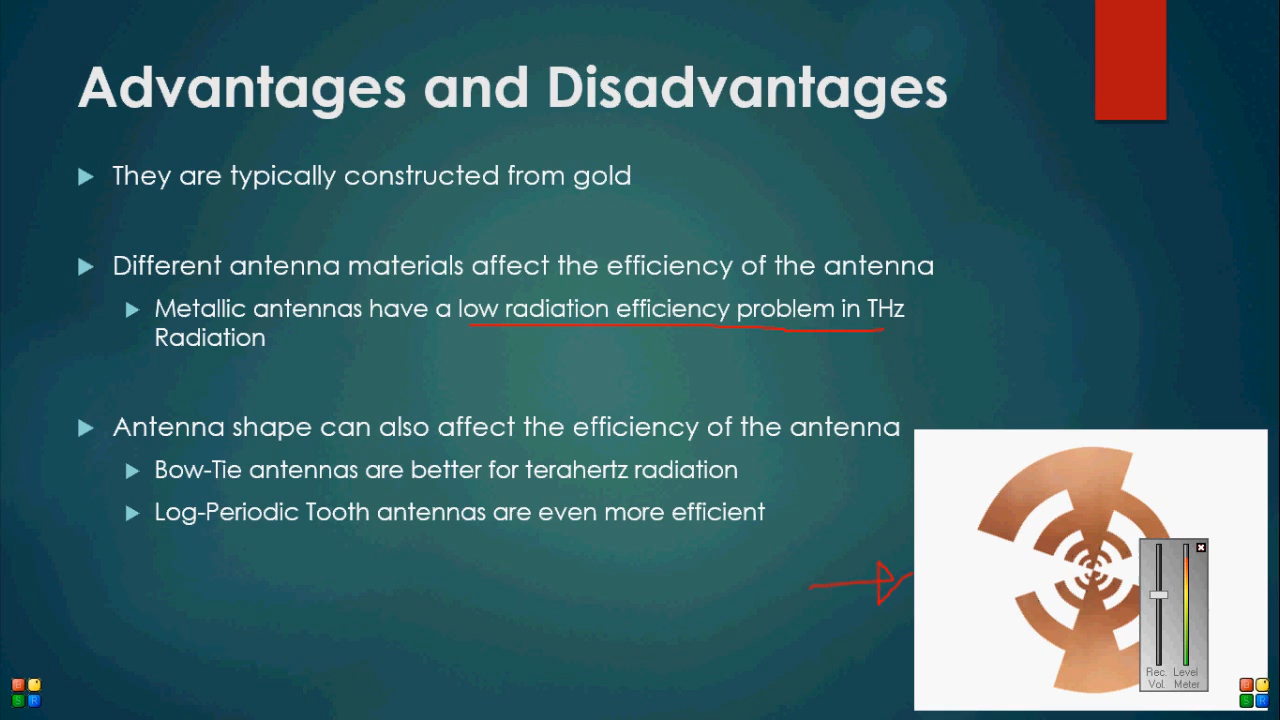 Advantages and Disadvantages
They are typically constructed from gold
Different antenna materials affect the efficiency of the antenna
Metallic antennas have a low radiation efficiency problem in THz
Radiation
Antenna shape can also affect the efficiency of the antenna
Bow-Tie antennas are better for terahertz radiation
Log-Periodic Tooth antennas are even more efficient
Rec. Level
Vol. Meter
B
S R
B
S R